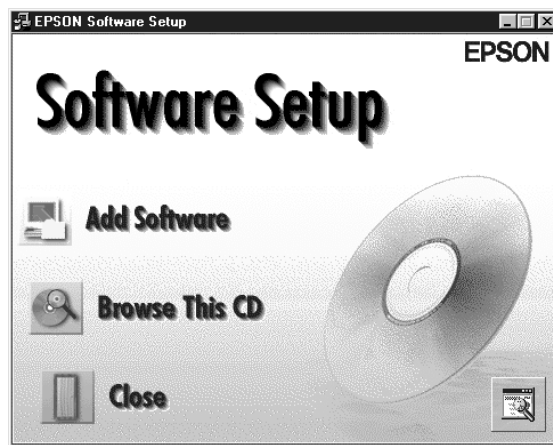 EPSON Software Setup
EPSON
Software Setup
Add Software
Browse This CD
Close